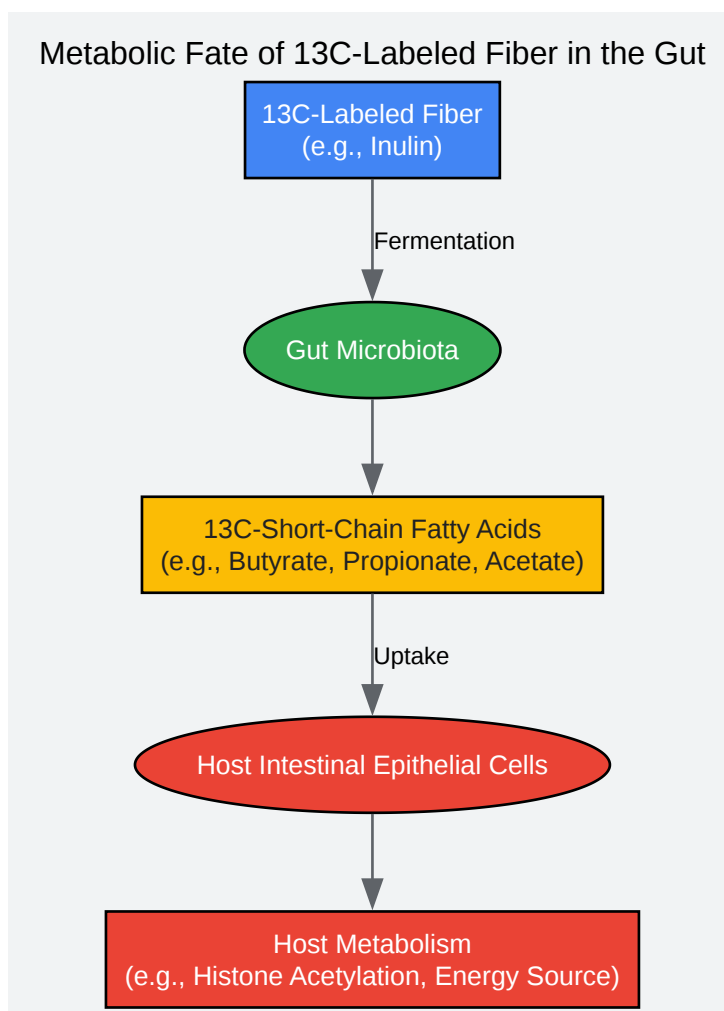 Metabolic Fate of 13C-Labeled Fiber in the Gut
13C-Labeled Fiber
(e.g., Inulin)
Fermentation
Gut Microbiota
13C-Short-Chain Fatty Acids
(e.g., Butyrate, Propionate, Acetate)
Uptake
Host Intestinal Epithelial Cells
Host Metabolism
(e.g., Histone Acetylation, Energy Source)